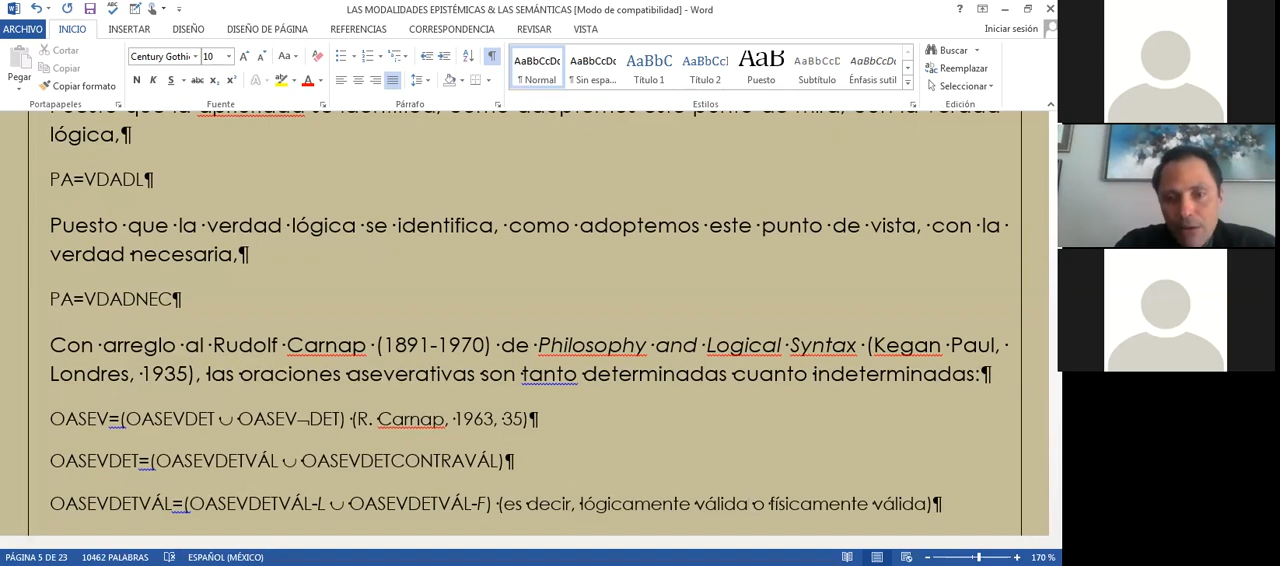 LAS MODALIDADES EPISTÉMICAS & LAS SEMÁNTICAS [Modo de compatibilidad] - Word
ARCHIVO INICIO INSERTAR DISEÑO DISEÑO DE PÁGINA REFERENCIAS CORRESPONDENCIA REVISAR VISTA Iniciar sesión
Pegar
Cortar
Copiar
Copiar formato
Portapapeles
Century Gothi 10
N K S abc x₂ x²
Fuente
Párrafo
AaBbCcDc AaBbCcDc AaBbC AaBbCcl AaB AaBbCcD AaBbCcDc
¶ Normal ¶ Sin espa... Título 1 Título 2 Puesto Subtítulo Énfasis sutil
Estilos
Buscar
Reemplazar
Seleccionar
Edición
lógica,¶
PA=VDADL¶
Puesto que la verdad lógica se identifica, como adoptemos este punto de vista, con la
verdad necesaria,¶
PA=VDADNEC¶
Con arreglo al Rudolf Carnap (1891-1970) de Philosophy and Logical Syntax (Kegan Paul,
Londres, 1935), las oraciones aseverativas son tanto determinadas cuanto indeterminadas:¶
OASEV=(OASEVDET ∪ OASEV¬DET) (R. Carnap, 1963, 35)¶
OASEVDET=(OASEVDETVÁL ∪ OASEVDETCONTRAVÁL)¶
OASEVDETVÁL=(OASEVDETVÁL-L ∪ OASEVDETVÁL-F) (es decir, lógicamente válida o físicamente válida)¶
PÁGINA 5 DE 23 10462 PALABRAS ESPAÑOL (MÉXICO) 170 %